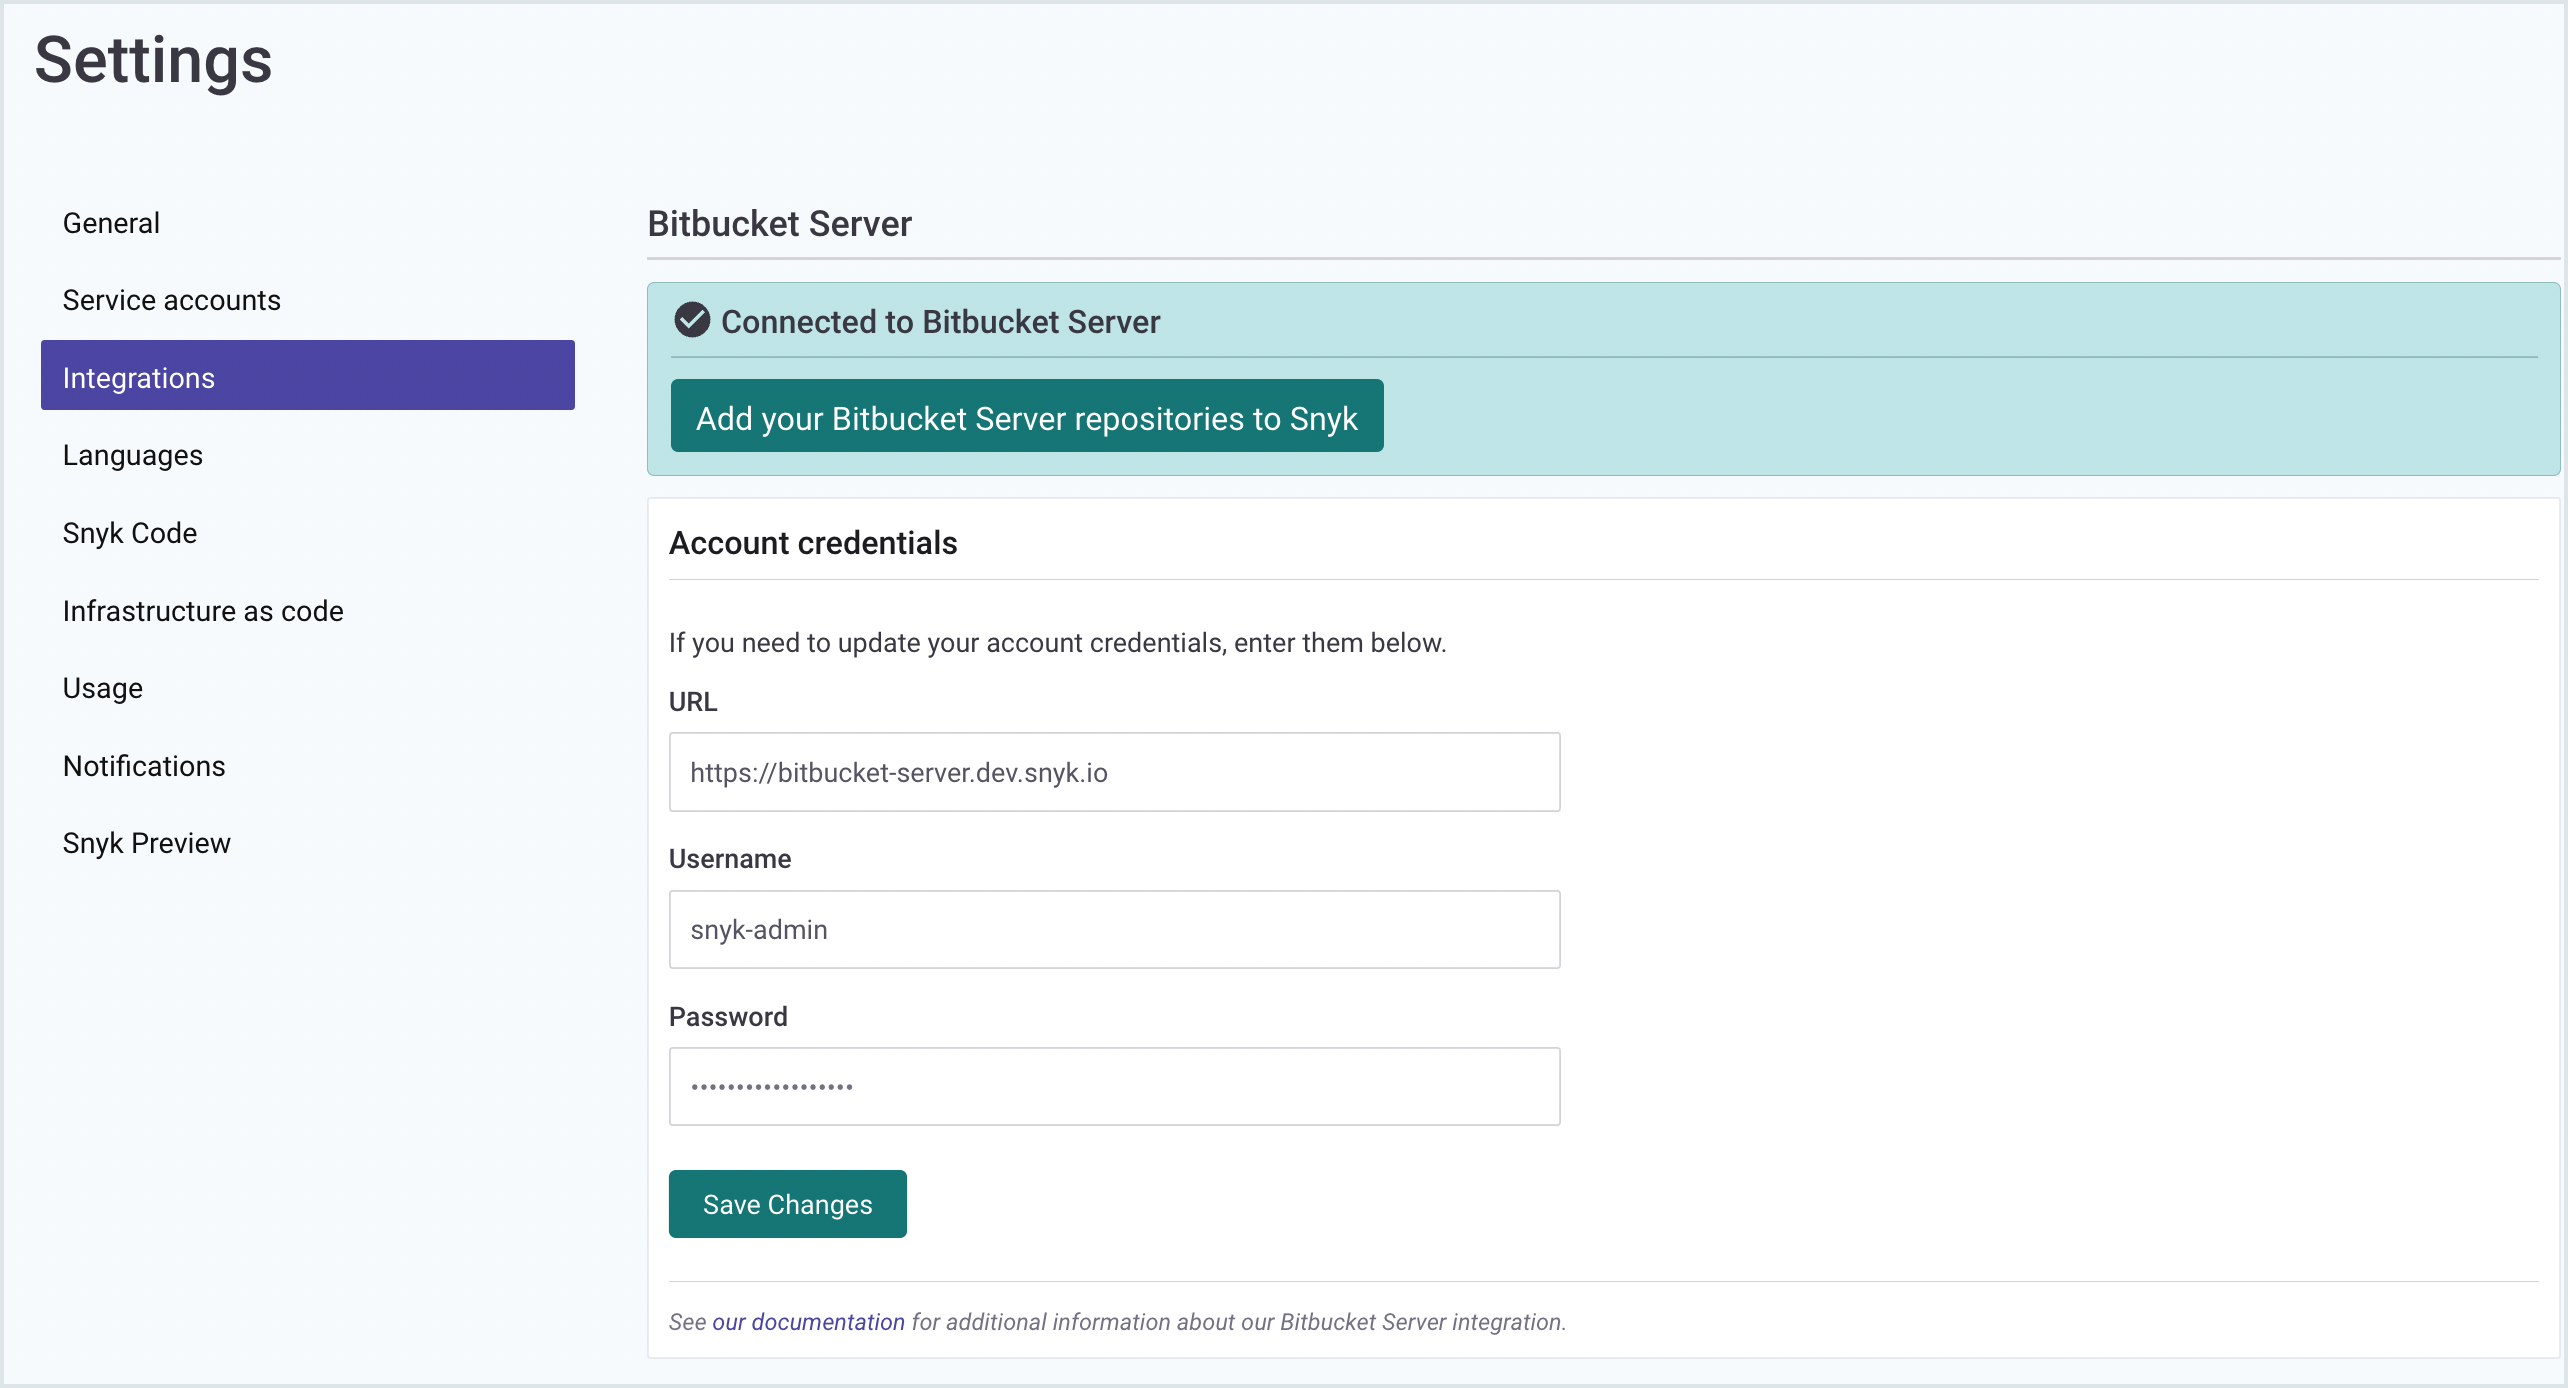 Settings
General
Service accounts
Integrations
Languages
Snyk Code
Infrastructure as code
Usage
Notifications
Snyk Preview
Bitbucket Server
Connected to Bitbucket Server
Add your Bitbucket Server repositories to Snyk
Account credentials
If you need to update your account credentials, enter them below.
URL
https://bitbucket-server.dev.snyk.io
Username
snyk-admin
Password
••••••••••••••••••
Save Changes
See our documentation for additional information about our Bitbucket Server integration.